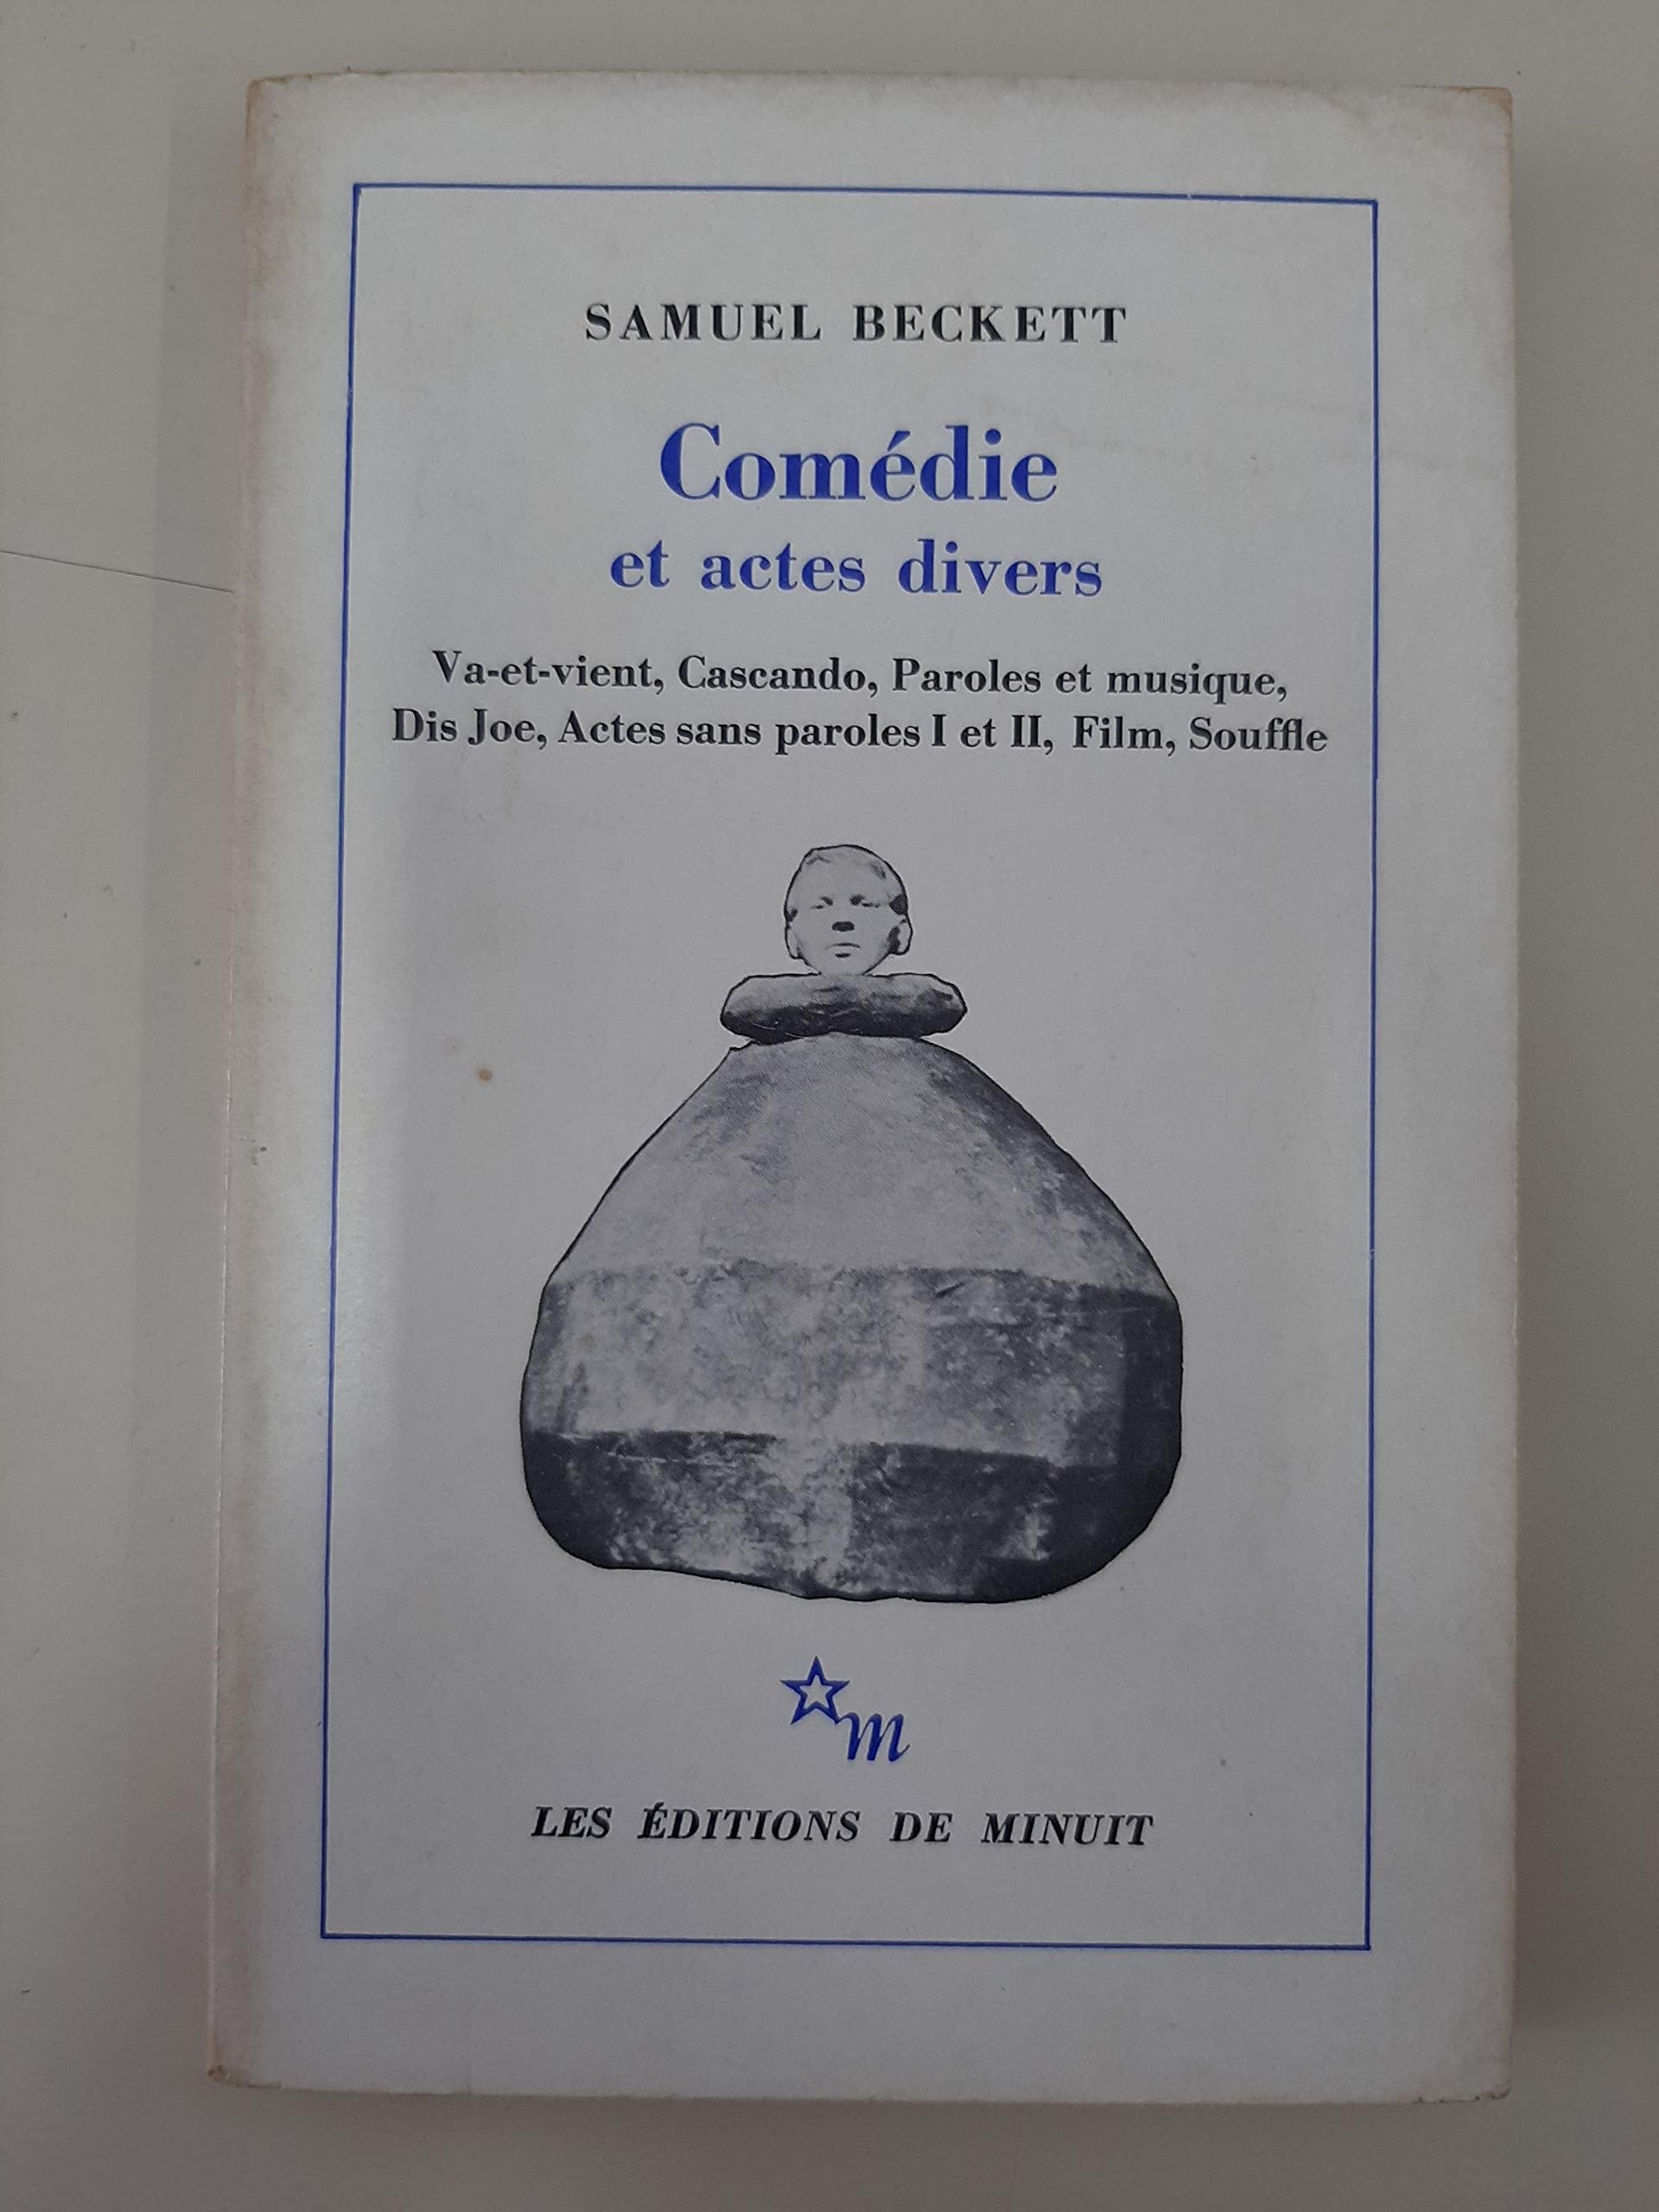 SAMUEL BECKETT
Comédie
et actes divers
Va-et-vient, Cascando, Paroles et musique,
Dis Joe, Actes sans paroles I et II, Film, Souffle
m
LES ÉDITIONS DE MINUIT